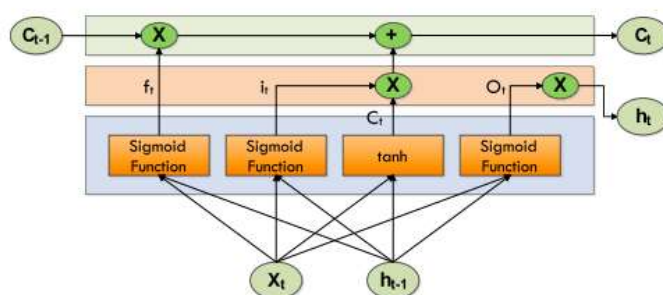 Cₜ₋₁ X + Cₜ
fₜ iₜ X Oₜ X
Cₜ hₜ
Sigmoid Function Sigmoid Function tanh Sigmoid Function
Xₜ hₜ₋₁